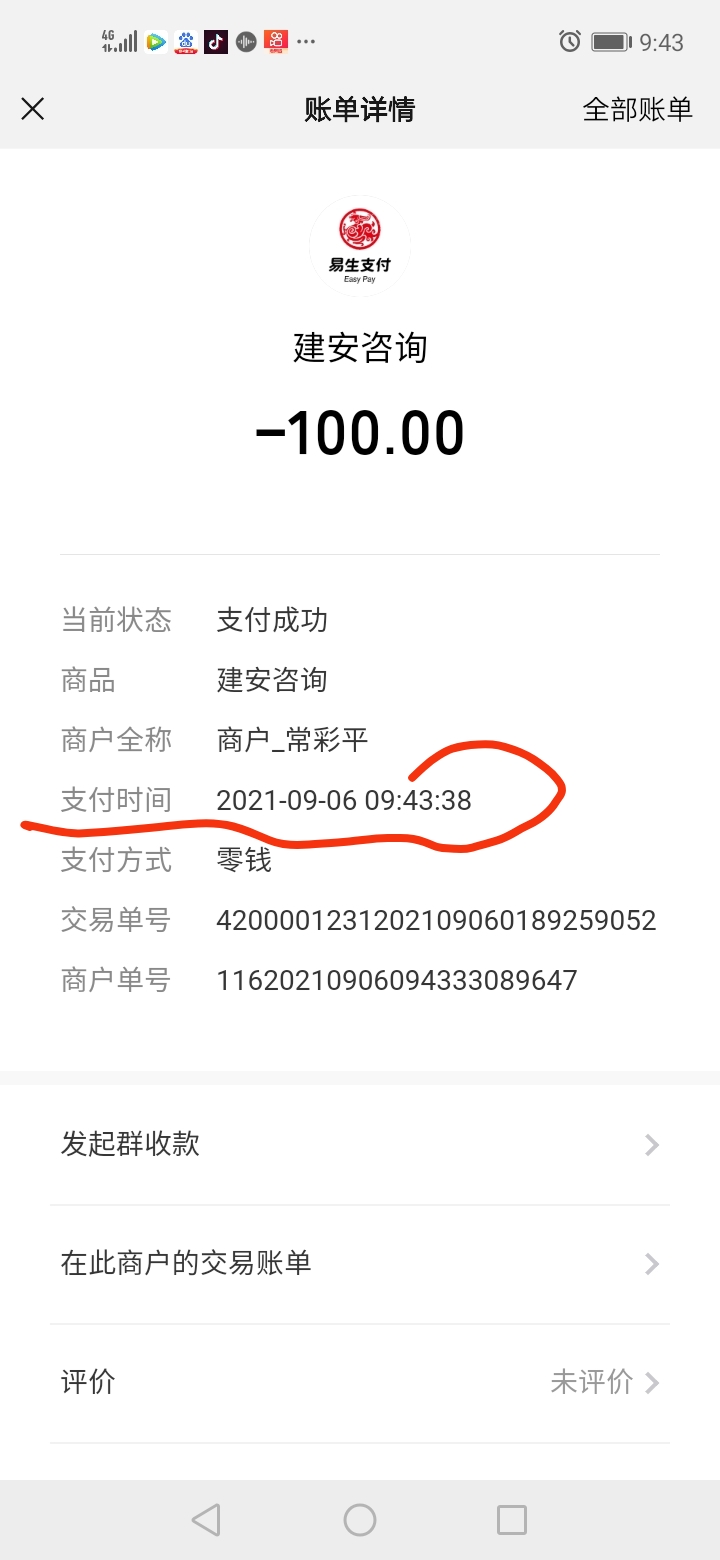 4G 9:43
账单详情 全部账单
易生支付
Easy Pay
建安咨询
-100.00
当前状态 支付成功
商品 建安咨询
商户全称 商户_常彩平
支付时间 2021-09-06 09:43:38
支付方式 零钱
交易单号 4200001231202109060189259052
商户单号 11620210906094333089647
发起群收款
在此商户的交易账单
评价 未评价